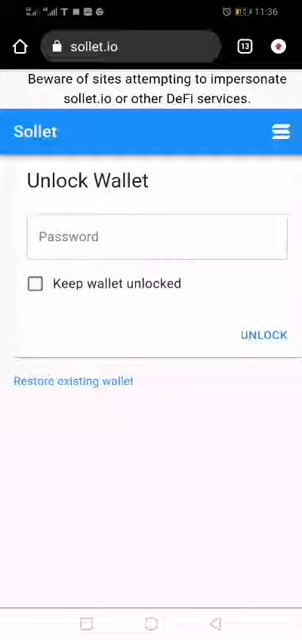 11:36
sollet.io
13
Beware of sites attempting to impersonate
sollet.io or other DeFi services.
Sollet
Unlock Wallet
Password
Keep wallet unlocked
UNLOCK
Restore existing wallet